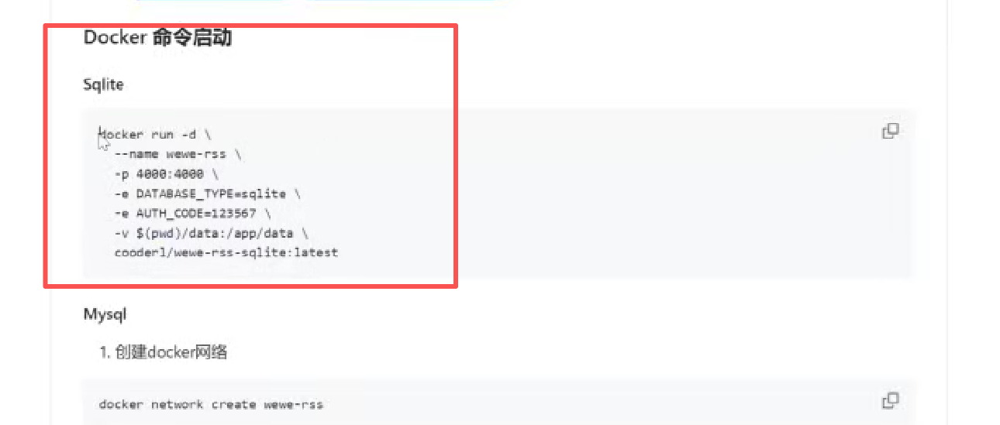 Docker 命令启动
Sqlite
docker run -d \
--name wewe-rss \
-p 4000:4000 \
-e DATABASE_TYPE=sqlite \
-e AUTH_CODE=123567 \
-v $(pwd)/data:/app/data \
cooderl/wewe-rss-sqlite:latest
Mysql
1. 创建docker网络
docker network create wewe-rss